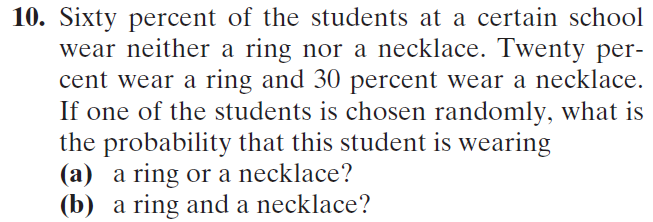 10. Sixty percent of the students at a certain school
wear neither a ring nor a necklace. Twenty per-
cent wear a ring and 30 percent wear a necklace.
If one of the students is chosen randomly, what is
the probability that this student is wearing
(a) a ring or a necklace?
(b) a ring and a necklace?